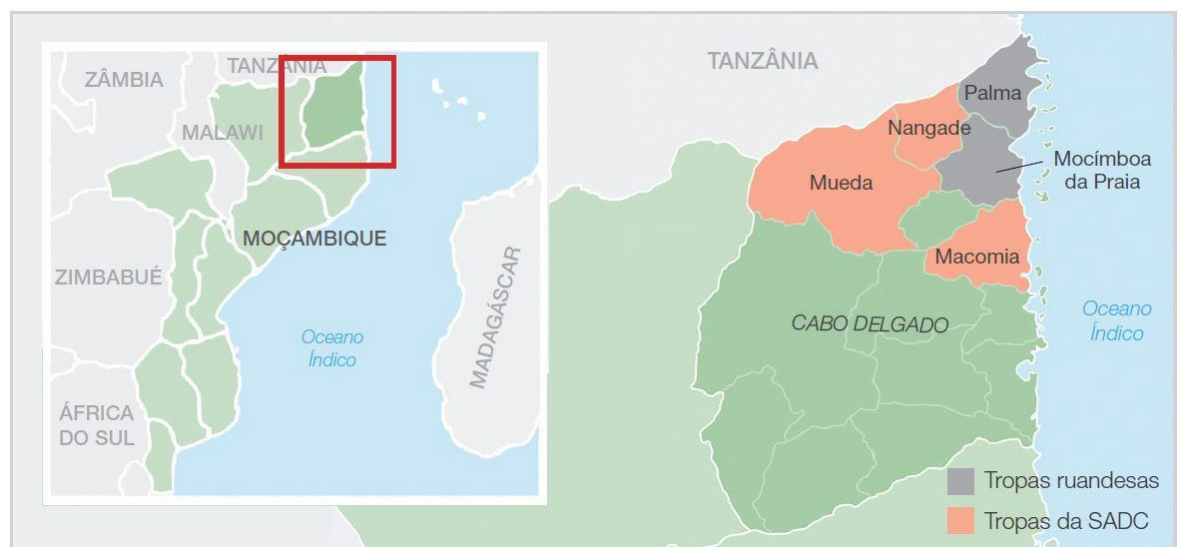 ZÂMBIA
TANZÂNIA
MALAWI
MOÇAMBIQUE
ZIMBABUÉ
Oceano
Índico
MADAGÁSCAR
ÁFRICA
DO SUL
TANZÂNIA
Palma
Nangade
Mocímboa
da Praia
Mueda
Macomia
CABO DELGADO
Oceano
Índico
Tropas ruandesas
Tropas da SADC